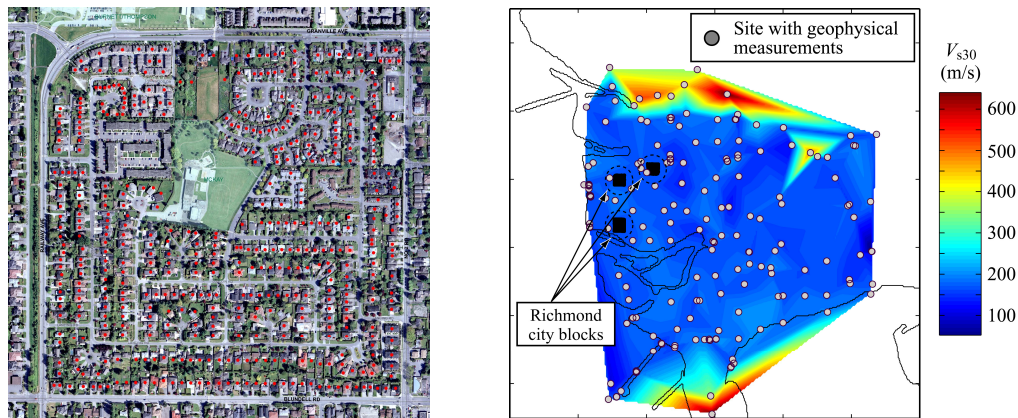 GRANVILLE AVE
BLUNDELL RD
Site with geophysical
measurements
Richmond
city blocks
Vs30
(m/s)
600
500
400
300
200
100